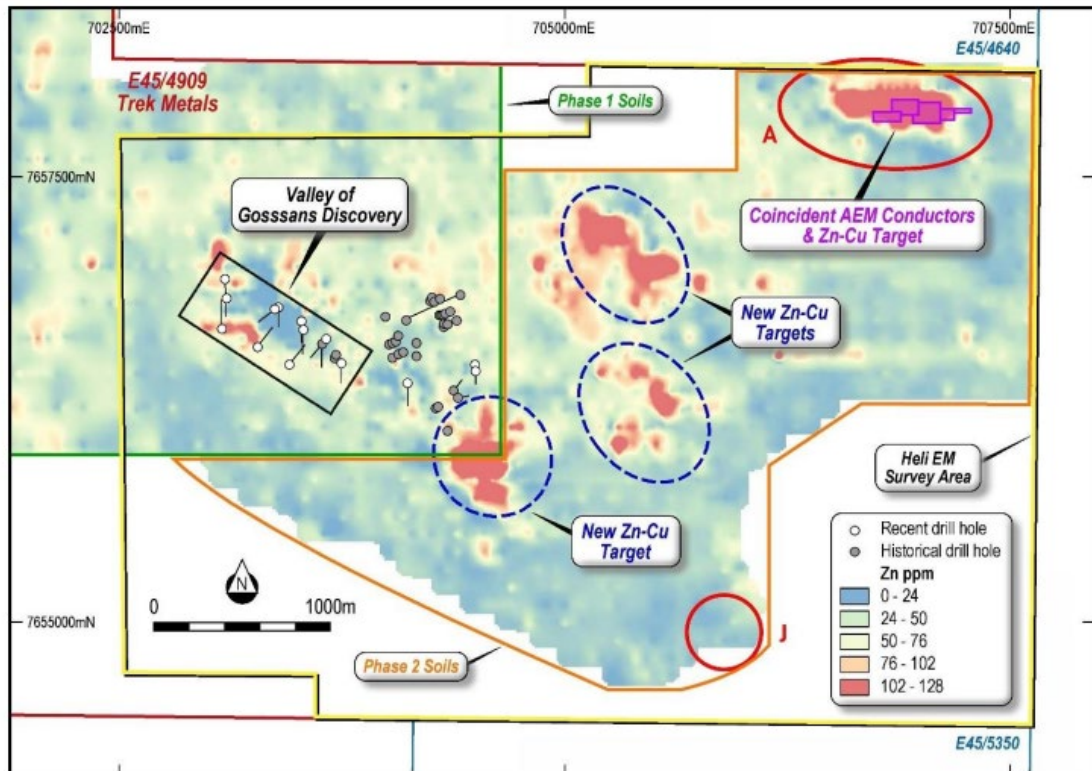 702500mE
705000mE
707500mE
E45/4640
E45/4909
Trek Metals
Phase 1 Soils
A
7657500mN
Valley of
Gosssans Discovery
Coincident AEM Conductors
& Zn-Cu Target
New Zn-Cu
Targets
Heli EM
Survey Area
New Zn-Cu
Target
Recent drill hole
Historical drill hole
Zn ppm
0 - 24
24 - 50
50 - 76
76 - 102
102 - 128
N
0
1000m
7655000mN
J
Phase 2 Soils
E45/5350